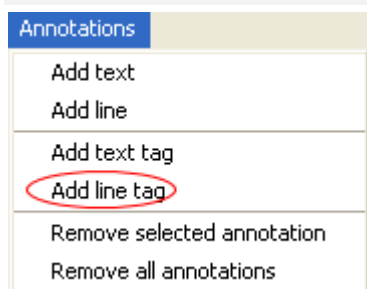 Annotations
Add text
Add line
Add text tag
Add line tag
Remove selected annotation
Remove all annotations